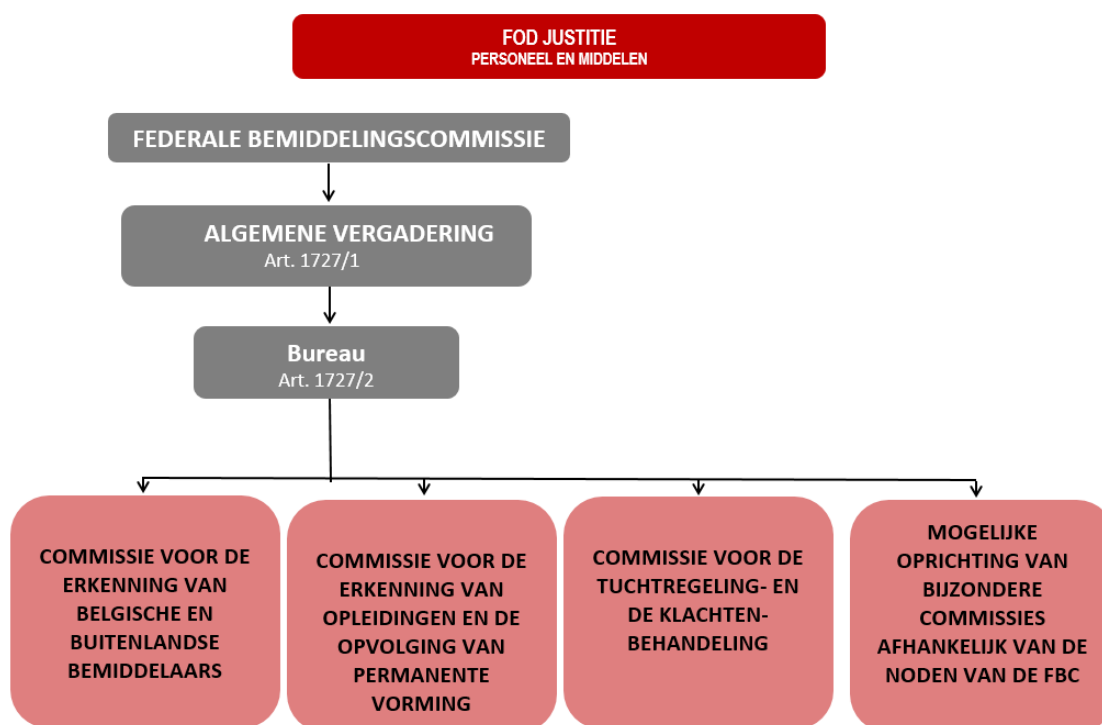 FOD JUSTITIE
PERSONEEL EN MIDDELEN
FEDERALE BEMIDDELINGSCOMMISSIE
ALGEMENE VERGADERING
Art. 1727/1
Bureau
Art. 1727/2
COMMISSIE VOOR DE
ERKENNING VAN
BELGISCHE EN
BUITENLANDSE
BEMIDDELAARS
COMMISSIE VOOR DE
ERKENNING VAN
OPLEIDINGEN EN DE
OPVOLGING VAN
PERMANENTE
VORMING
COMMISSIE VOOR DE
TUCHTREGELING- EN
DE KLACHTEN-
BEHANDELING
MOGELIJKE
OPRICHTING VAN
BIJZONDERE
COMMISSIES
AFHANKELIJK VAN DE
NODEN VAN DE FBC